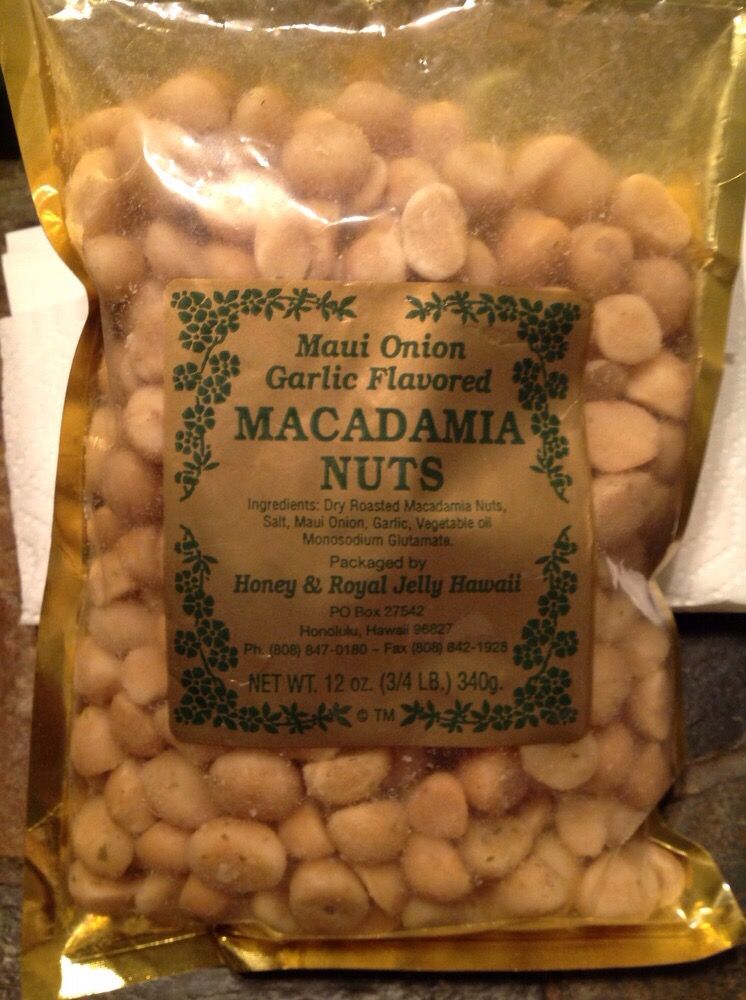 Maui Onion
Garlic Flavored
MACADAMIA
NUTS
Ingredients: Dry Roasted Macadamia Nuts,
Salt, Maui Onion, Garlic, Vegetable oil
Monosodium Glutamate.
Packaged by
Honey & Royal Jelly Hawaii
PO Box 27542
Honolulu, Hawaii 96827
Ph. (808) 847-0180 – Fax (808) 842-1928
NET WT. 12 oz. (3/4 LB.) 340g.
© TM